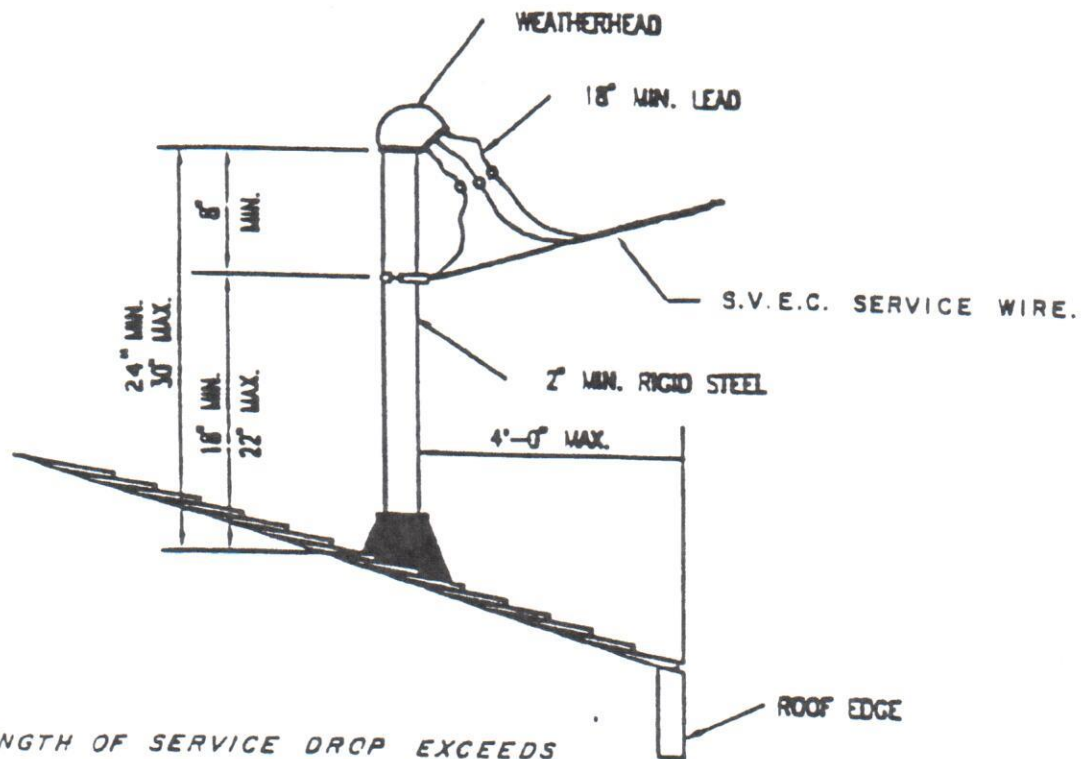 WEATHERHEAD
18" MIN. LEAD
8"
MIN.
24" MIN.
30" MAX.
18" MIN.
22" MAX.
S.V.E.C. SERVICE WIRE.
2" MIN. RIGID STEEL
4'-0" MAX.
ROOF EDGE
NGTH OF SERVICE DROP EXCEEDS